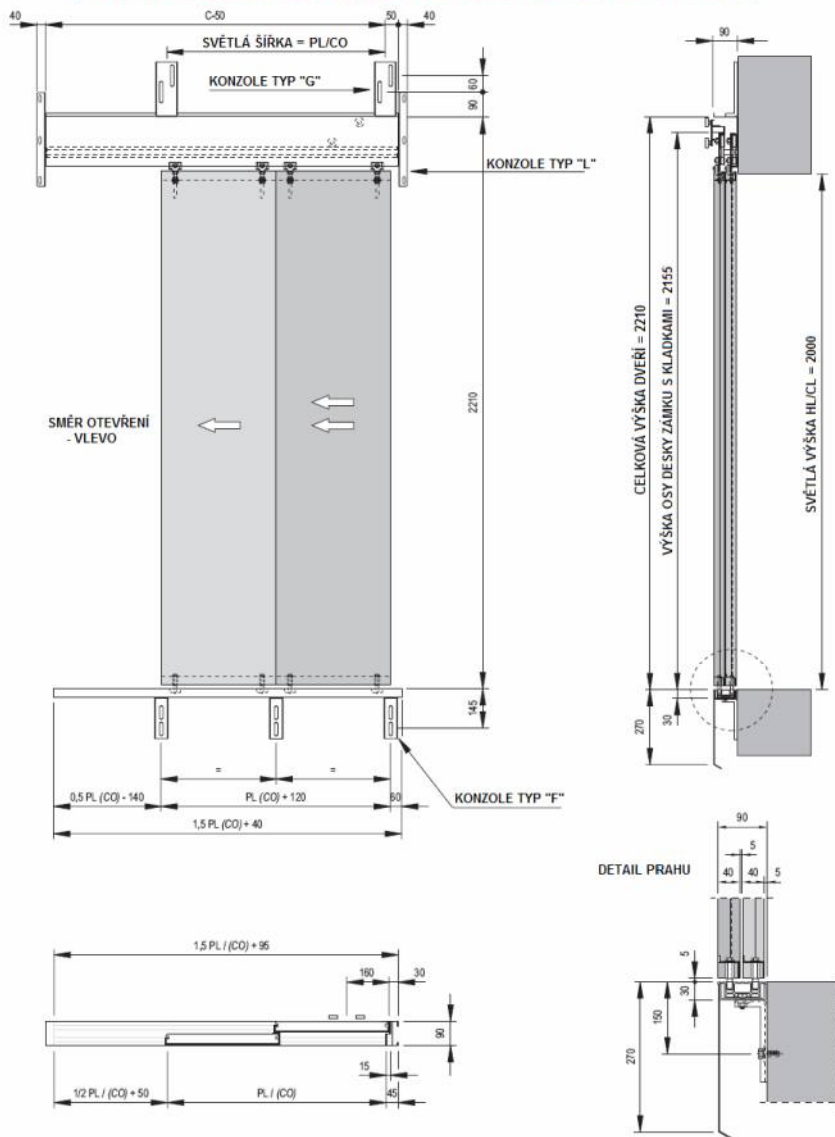 40
C-50
50
40
SVĚTLÁ ŠÍŘKA = PL/CO
KONZOLE TYP "G"
60
90
KONZOLE TYP "L"
SMĚR OTEVŘENÍ
- VLEVO
2210
145
=
=
0,5 PL (CO) - 140
PL (CO) + 120
60
KONZOLE TYP "F"
1,5 PL (CO) + 40
90
CELKOVÁ VÝŠKA DVEŘÍ = 2210
VÝŠKA OSY DESKY ZÁMKU S KLADKAMI = 2155
SVĚTLÁ VÝŠKA HL/CL = 2000
270
30
1,5 PL / (CO) + 95
160
30
90
15
1/2 PL / (CO) + 50
PL / (CO)
45
DETAIL PRAHU
90
5
40
40
5
5
30
150
270